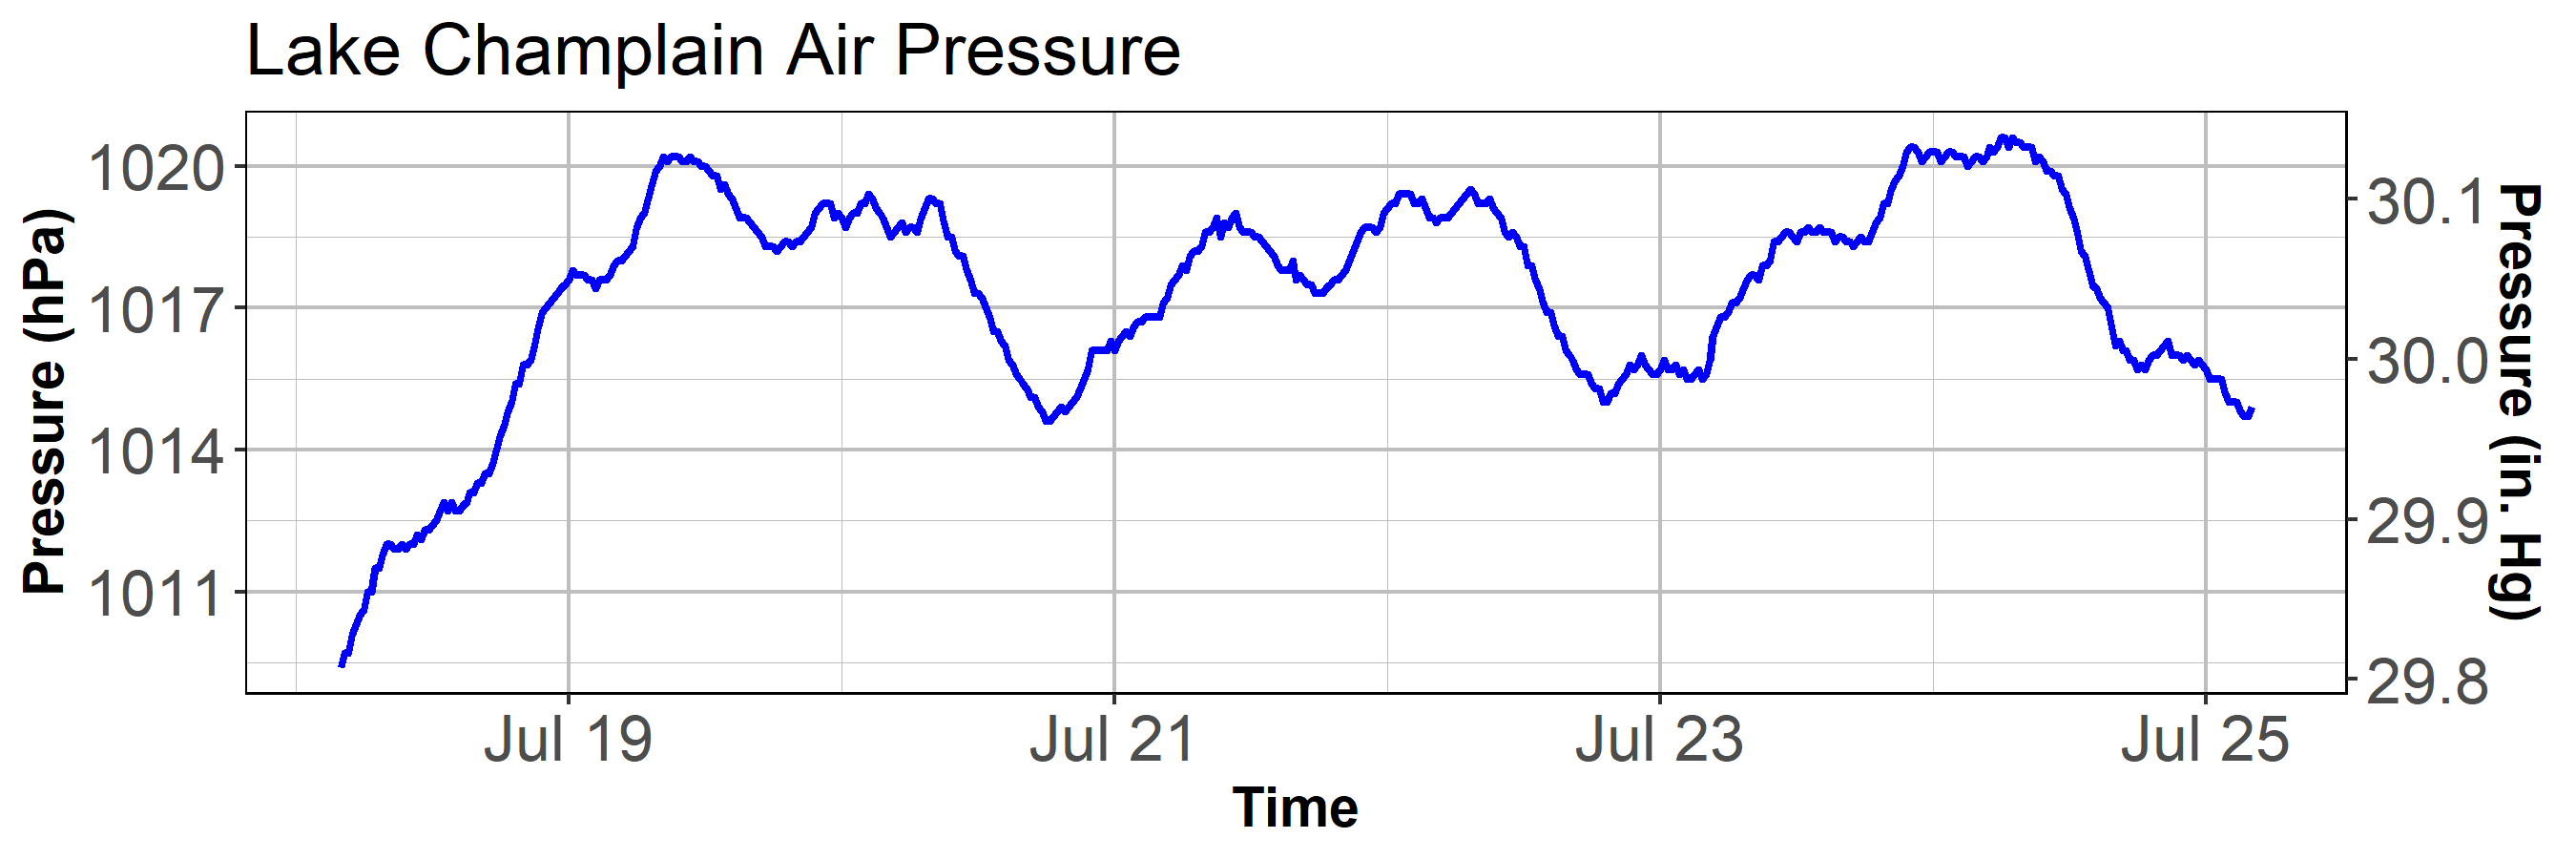 Lake Champlain Air Pressure
Pressure (hPa)
1020
1017
1014
1011
30.1
30.0
29.9
29.8
Pressure (in. Hg)
Jul 19
Jul 21
Jul 23
Jul 25
Time